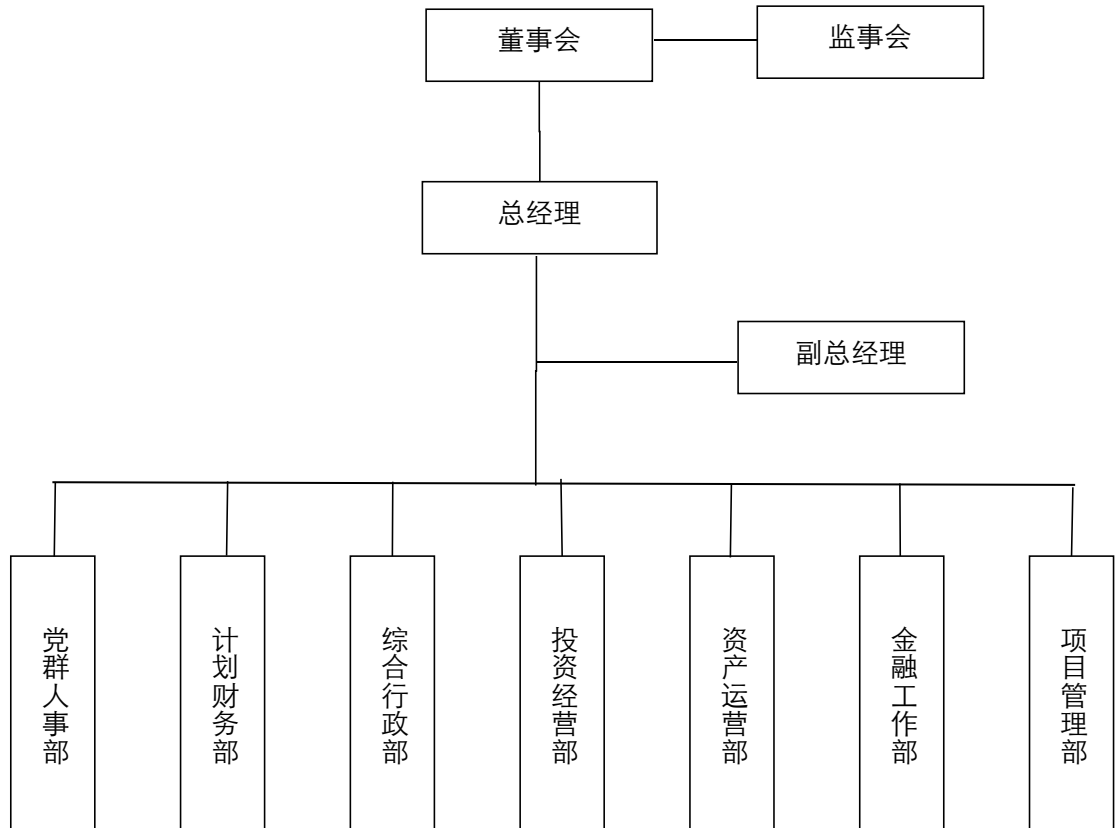 董事会
监事会
总经理
副总经理
党群人事部
计划财务部
综合行政部
投资经营部
资产运营部
金融工作部
项目管理部